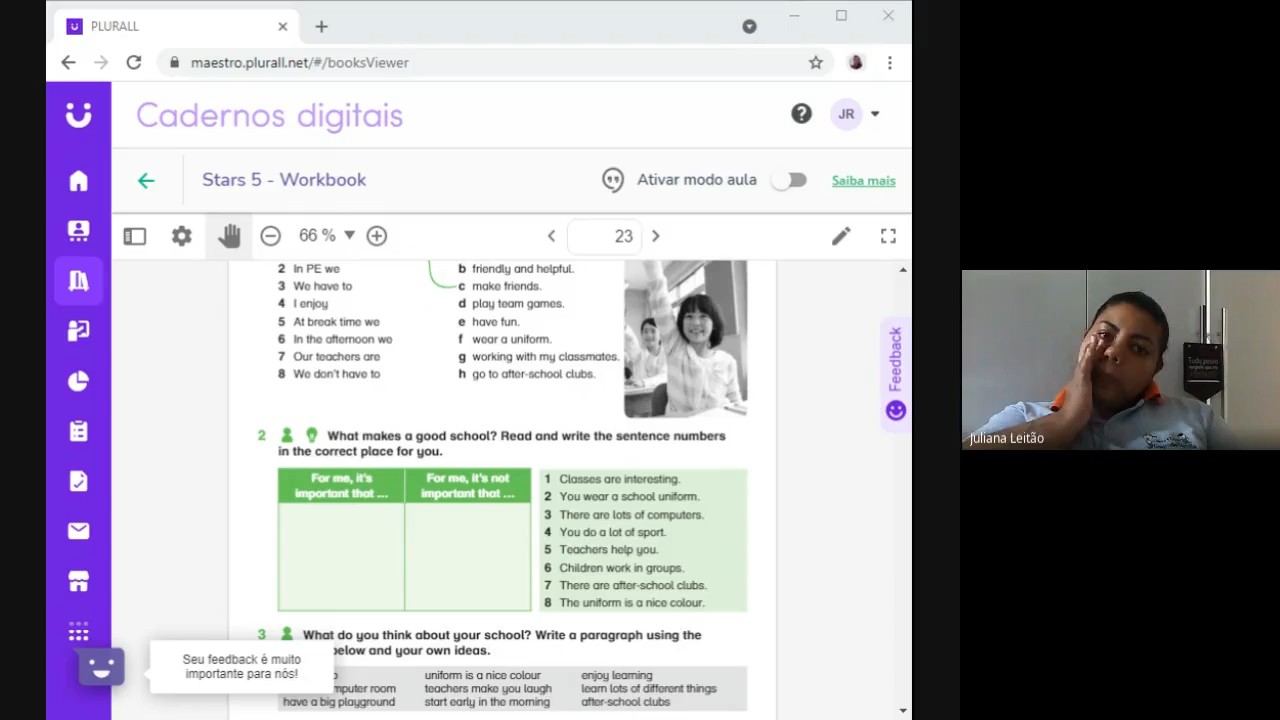 PLURALL
maestro.plurall.net/#/booksViewer
Cadernos digitais
JR
Stars 5 - Workbook
Ativar modo aula
Saiba mais
66 %
23
2 In PE we
3 We have to
4 I enjoy
5 At break time we
6 In the afternoon we
7 Our teachers are
8 We don't have to
b friendly and helpful.
c make friends.
d play team games.
e have fun.
f wear a uniform.
g working with my classmates.
h go to after-school clubs.
Feedback
2 What makes a good school? Read and write the sentence numbers
in the correct place for you.
For me, it's
important that ...
For me, it's not
important that ...
1 Classes are interesting.
2 You wear a school uniform.
3 There are lots of computers.
4 You do a lot of sport.
5 Teachers help you.
6 Children work in groups.
7 There are after-school clubs.
8 The uniform is a nice colour.
3 What do you think about your school? Write a paragraph using the
below and your own ideas.
uniform is a nice colour
enjoy learning
mputer room
teachers make you laugh
learn lots of different things
have a big playground
start early in the morning
after-school clubs
Seu feedback é muito
importante para nós!
Juliana Leitão